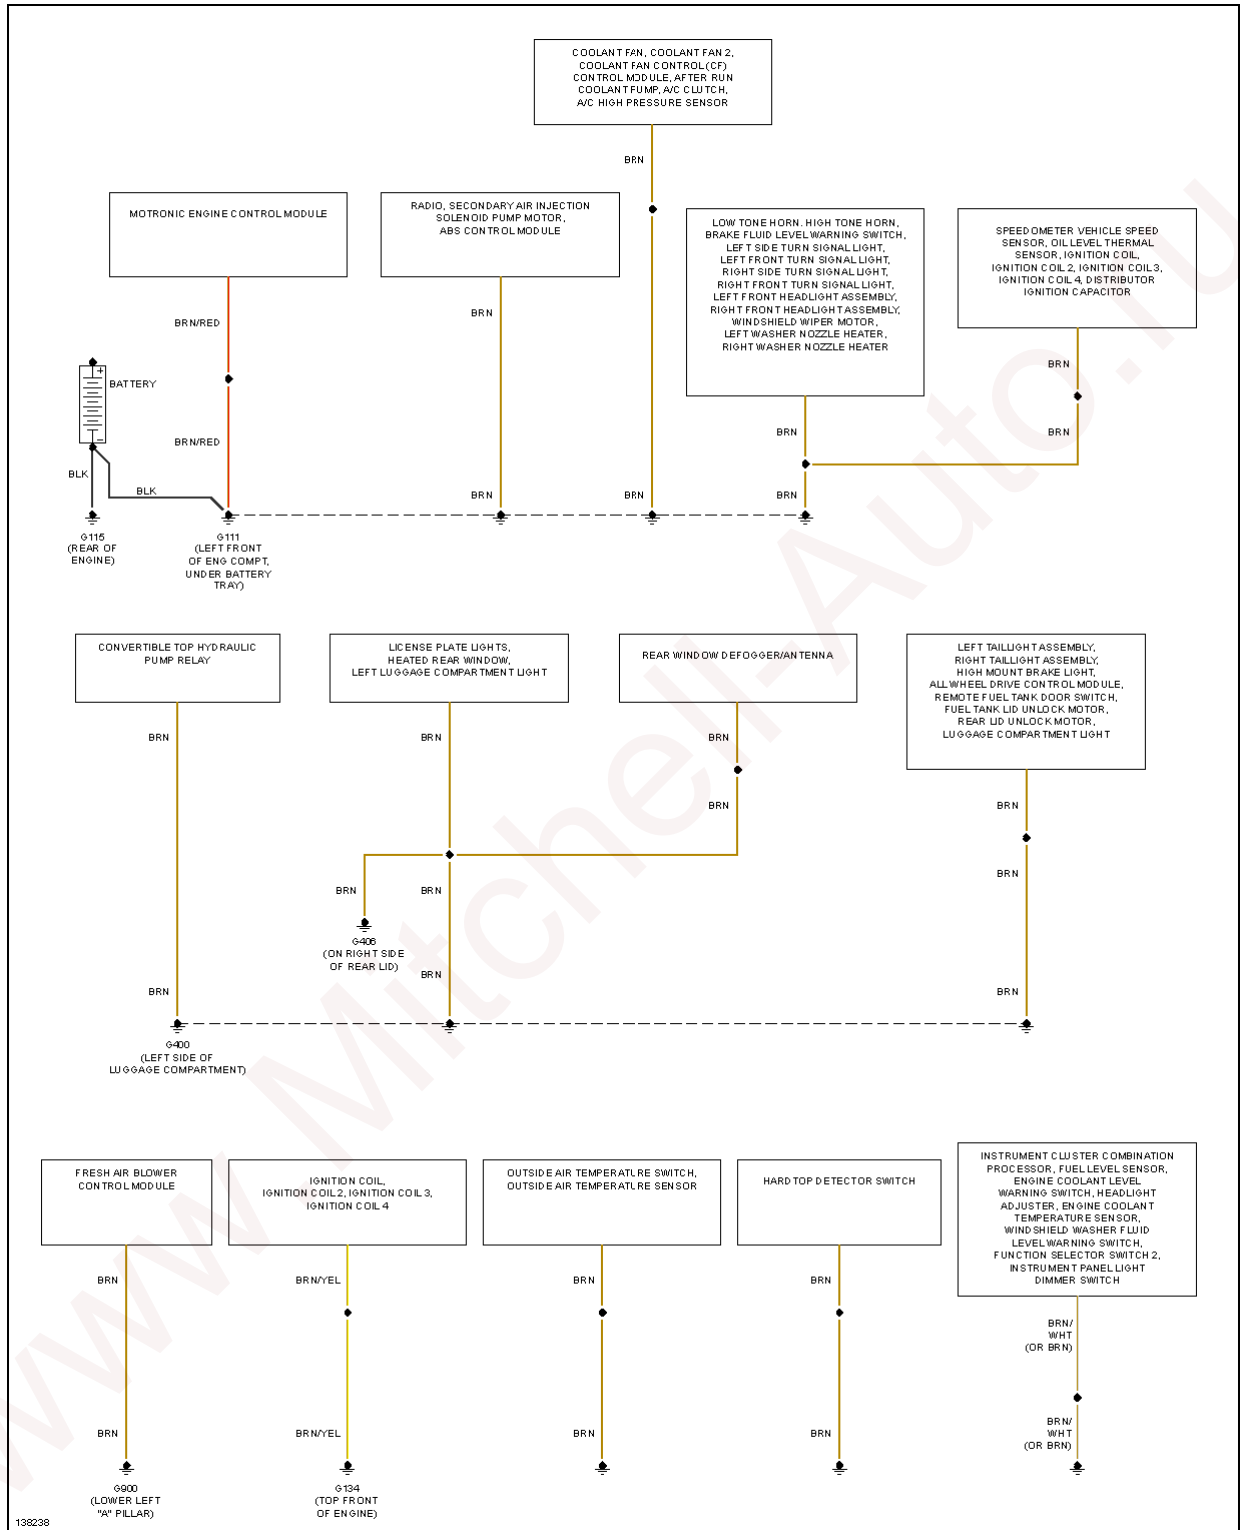 COOLANT FAN, COOLANT FAN 2,
COOLANT FAN CONTROL (CF)
CONTROL MODULE, AFTER RUN
COOLANT FUMP, A/C CLUTCH,
A/C HIGH PRESSURE SENSOR
BRN
MOTRONIC ENGINE CONTROL MODULE
RADIO, SECONDARY AIR INJECTION
SOLENOID PUMP MOTOR,
ABS CONTROL MODULE
LOW TONE HORN. HIGH TONE HORN,
BRAKE FLUID LEVEL WARNING SWITCH,
LEFT SIDE TURN SIGNAL LIGHT,
LEFT FRONT TURN SIGNAL LIGHT,
RIGHT SIDE TURN SIGNAL LIGHT,
RIGHT FRONT TURN SIGNAL LIGHT,
LEFT FRONT HEADLIGHT ASSEMBLY,
RIGHT FRONT HEADLIGHT ASSEMBLY,
WINDSHIELD WIPER MOTOR,
LEFT WASHER NOZZLE HEATER,
RIGHT WASHER NOZZLE HEATER
SPEEDOMETER VEHICLE SPEED
SENSOR, OIL LEVEL THERMAL
SENSOR, IGNITION COIL,
IGNITION COIL 2, IGNITION COIL 3,
IGNITION COIL 4, DISTRIBUTOR
IGNITION CAPACITOR
BRN/RED
BRN
BRN
+
BATTERY
-
BRN/RED
BRN
BRN
BLK
BLK
BRN
BRN
BRN
G115
(REAR OF
ENGINE)
G111
(LEFT FRONT
OF ENG COMPT,
UNDER BATTERY
TRAY)
CONVERTIBLE TOP HYDRAULIC
PUMP RELAY
LICENSE PLATE LIGHTS,
HEATED REAR WINDOW,
LEFT LUGGAGE COMPARTMENT LIGHT
REAR WINDOW DEFOGGER/ANTENNA
LEFT TAILLIGHT ASSEMBLY,
RIGHT TAILLIGHT ASSEMBLY,
HIGH MOUNT BRAKE LIGHT,
ALL WHEEL DRIVE CONTROL MODULE,
REMOTE FUEL TANK DOOR SWITCH,
FUEL TANK LID UNLOCK MOTOR,
REAR LID UNLOCK MOTOR,
LUGGAGE COMPARTMENT LIGHT
BRN
BRN
BRN
BRN
BRN
BRN
BRN
BRN
G406
(ON RIGHT SIDE
OF REAR LID)
BRN
BRN
BRN
G400
(LEFT SIDE OF
LUGGAGE COMPARTMENT)
FRESH AIR BLOWER
CONTROL MODULE
IGNITION COIL,
IGNITION COIL 2, IGNITION COIL 3,
IGNITION COIL 4
OUTSIDE AIR TEMPERATURE SWITCH,
OUTSIDE AIR TEMPERATURE SENSOR
HARDTOP DETECTOR SWITCH
INSTRUMENT CLUSTER COMBINATION
PROCESSOR, FUEL LEVEL SENSOR,
ENGINE COOLANT LEVEL
WARNING SWITCH, HEADLIGHT
ADJUSTER, ENGINE COOLANT
TEMPERATURE SENSOR,
WINDSHIELD WASHER FLUID
LEVEL WARNING SWITCH,
FUNCTION SELECTOR SWITCH 2,
INSTRUMENT PANEL LIGHT
DIMMER SWITCH
BRN
BRN/YEL
BRN
BRN
BRN/
WHT
(OR BRN)
BRN
BRN/YEL
BRN
BRN
BRN/
WHT
(OR BRN)
G900
(LOWER LEFT
"A" PILLAR)
G134
(TOP FRONT
OF ENGINE)
138238
www.Mitchell-Auto.ru